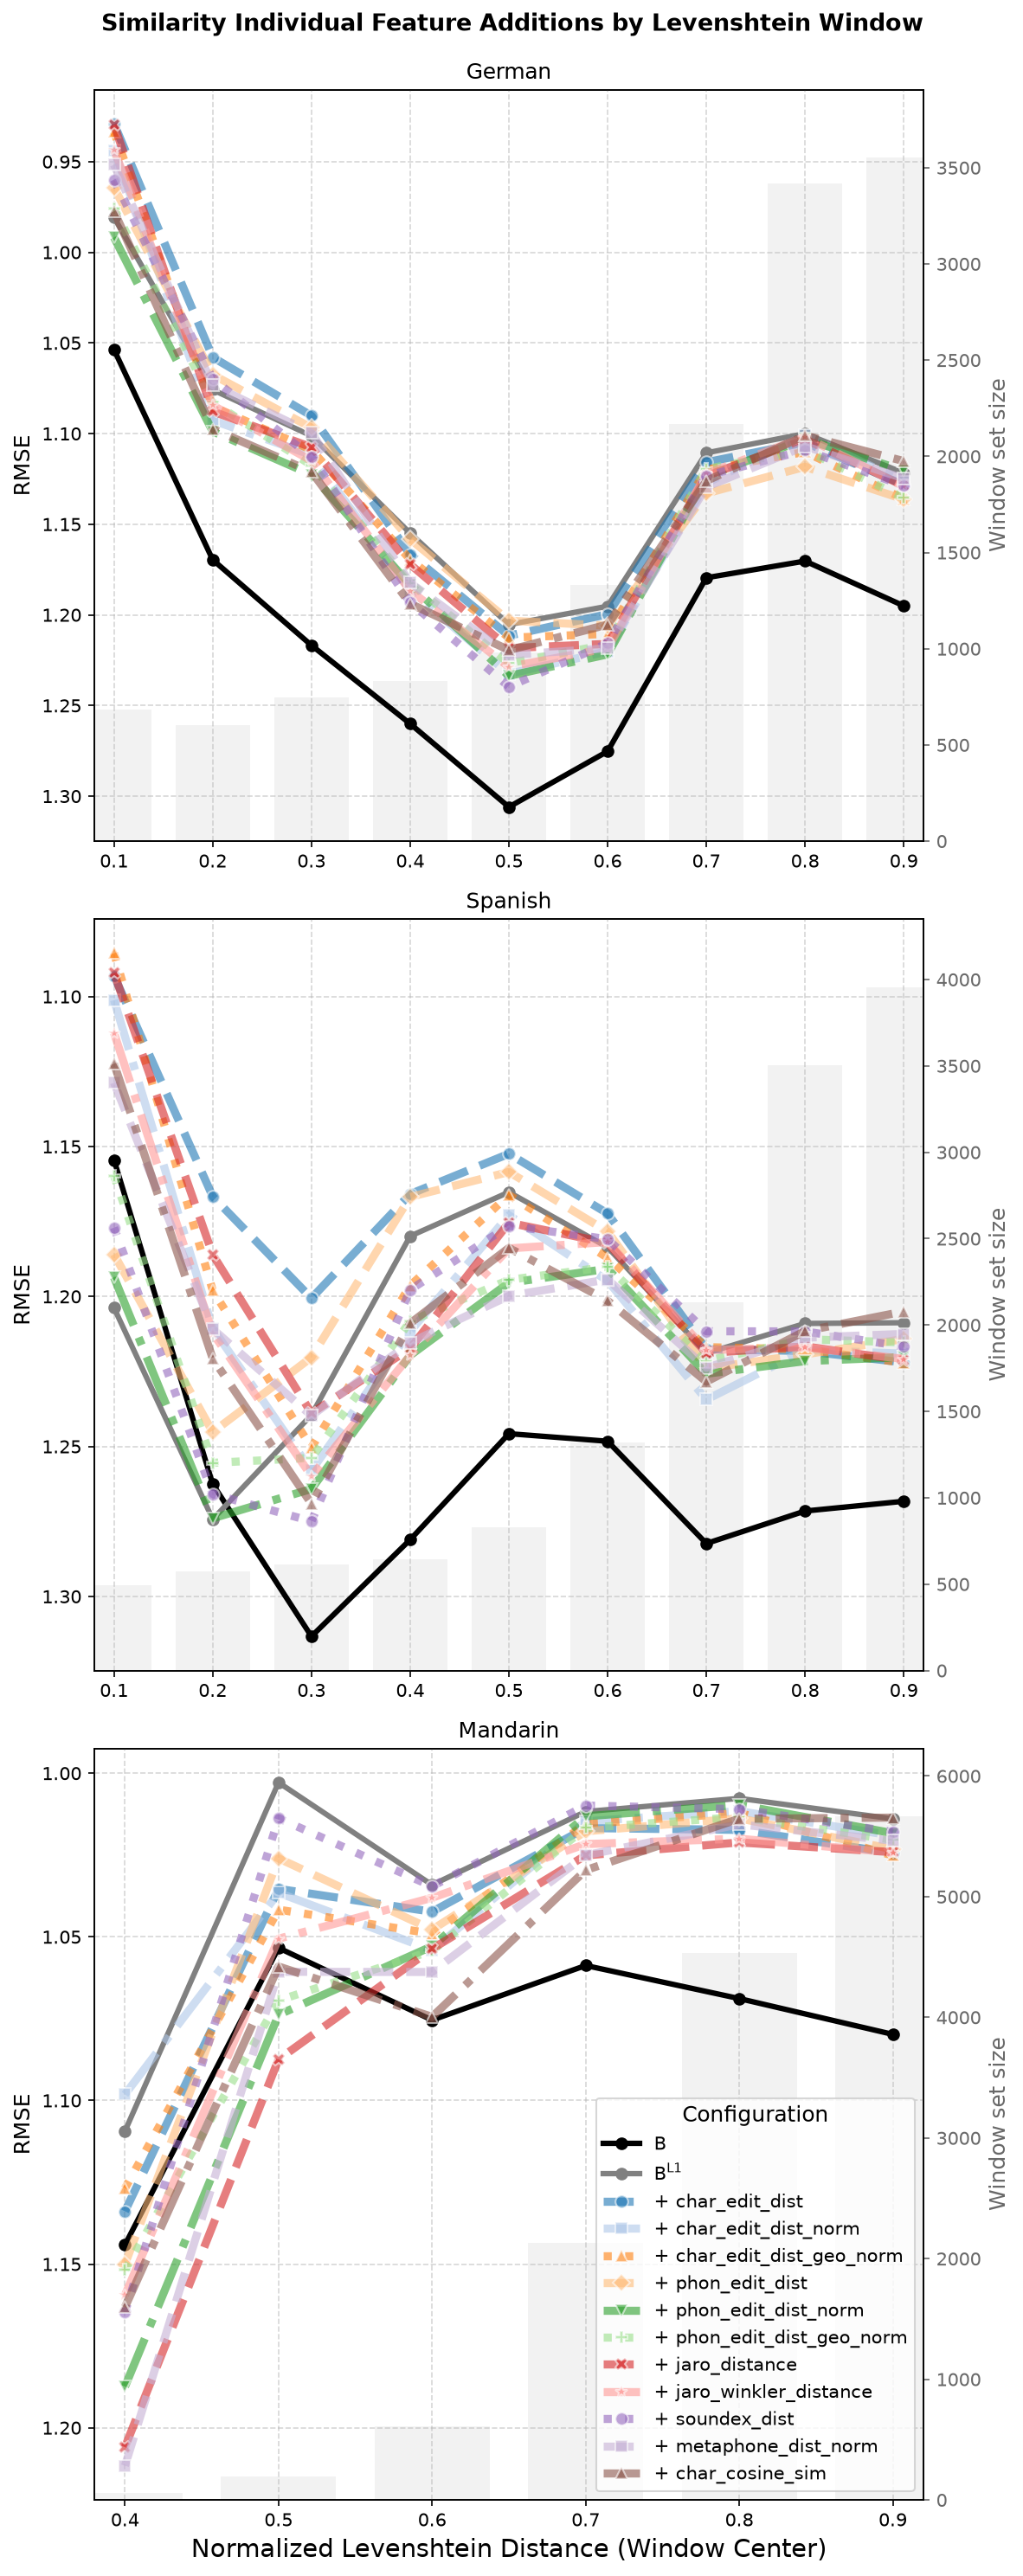 Similarity Individual Feature Additions by Levenshtein Window
German
RMSE
0.95
1.00
1.05
1.10
1.15
1.20
1.25
1.30
3500
3000
2500
2000
1500
1000
500
0
Window set size
0.1 0.2 0.3 0.4 0.5 0.6 0.7 0.8 0.9
Spanish
RMSE
1.10
1.15
1.20
1.25
1.30
4000
3500
3000
2500
2000
1500
1000
500
0
Window set size
0.1 0.2 0.3 0.4 0.5 0.6 0.7 0.8 0.9
Mandarin
RMSE
1.00
1.05
1.10
1.15
1.20
6000
5000
4000
3000
2000
1000
0
Window set size
Configuration
B
B^L1
+ char_edit_dist
+ char_edit_dist_norm
+ char_edit_dist_geo_norm
+ phon_edit_dist
+ phon_edit_dist_norm
+ phon_edit_dist_geo_norm
+ jaro_distance
+ jaro_winkler_distance
+ soundex_dist
+ metaphone_dist_norm
+ char_cosine_sim
0.4 0.5 0.6 0.7 0.8 0.9
Normalized Levenshtein Distance (Window Center)